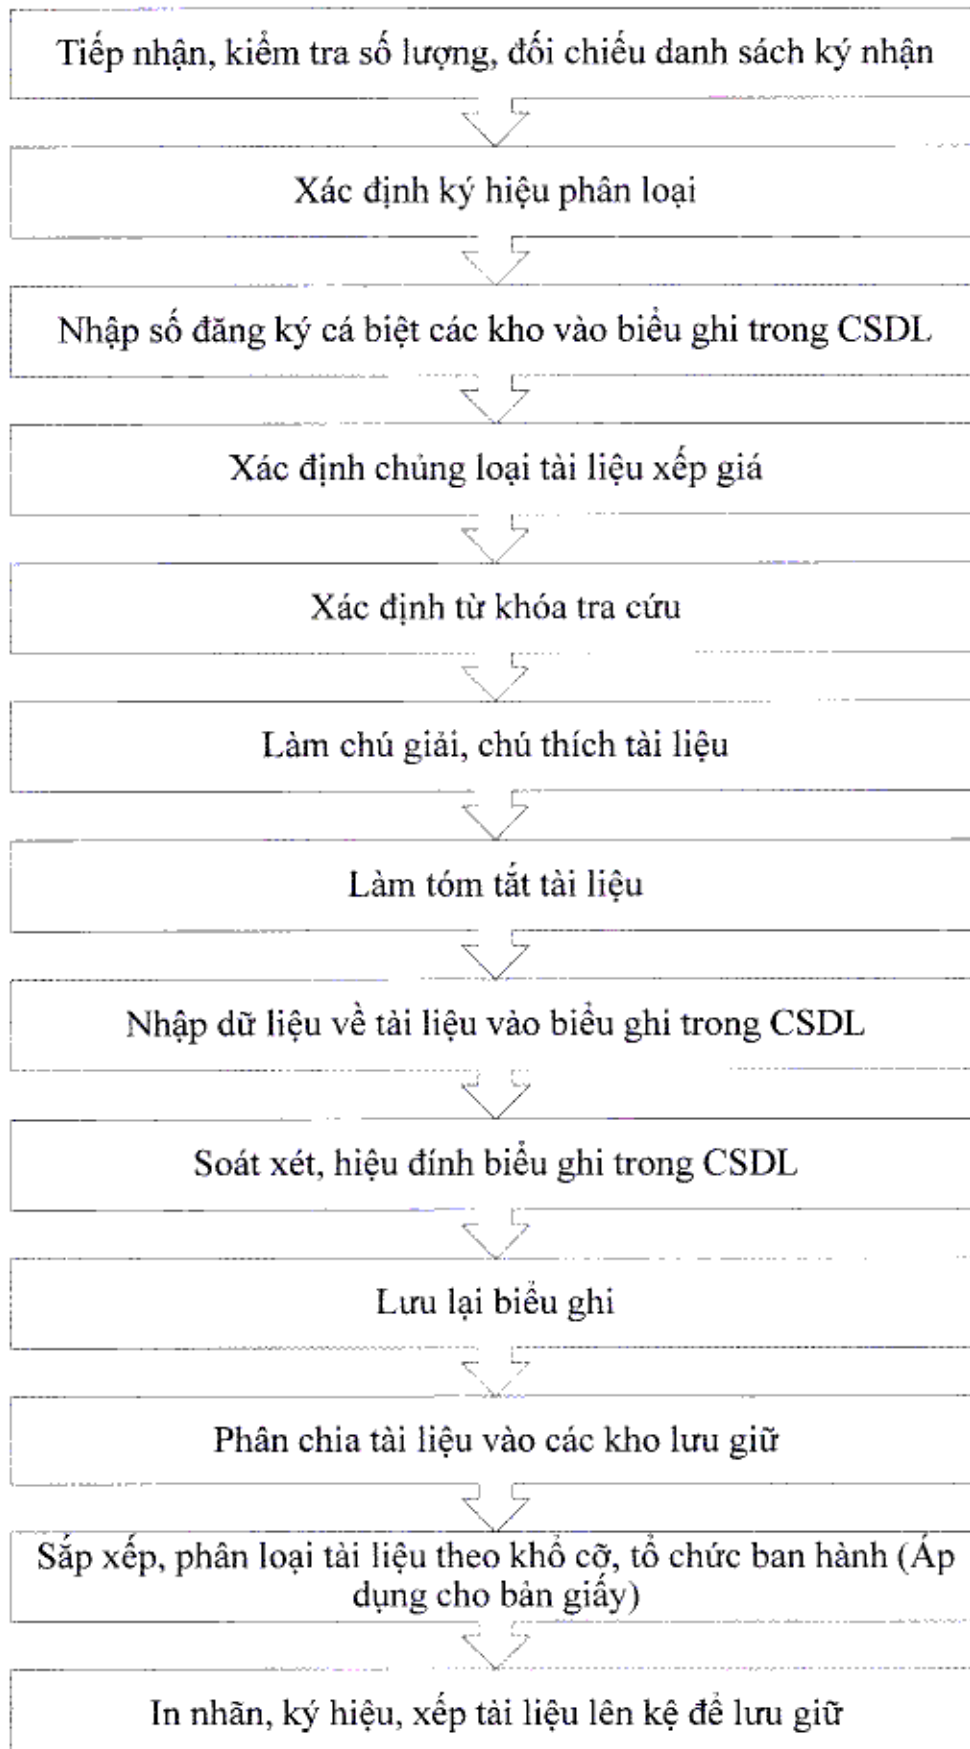 Tiếp nhận, kiểm tra số lượng, đối chiếu danh sách ký nhận
Xác định ký hiệu phân loại
Nhập số đăng ký cá biệt các kho vào biểu ghi trong CSDL
Xác định chủng loại tài liệu xếp giá
Xác định từ khóa tra cứu
Làm chú giải, chú thích tài liệu
Làm tóm tắt tài liệu
Nhập dữ liệu về tài liệu vào biểu ghi trong CSDL
Soát xét, hiệu đính biểu ghi trong CSDL
Lưu lại biểu ghi
Phân chia tài liệu vào các kho lưu giữ
Sắp xếp, phân loại tài liệu theo khổ cỡ, tổ chức ban hành (Áp
dụng cho bản giấy)
In nhãn, ký hiệu, xếp tài liệu lên kệ để lưu giữ